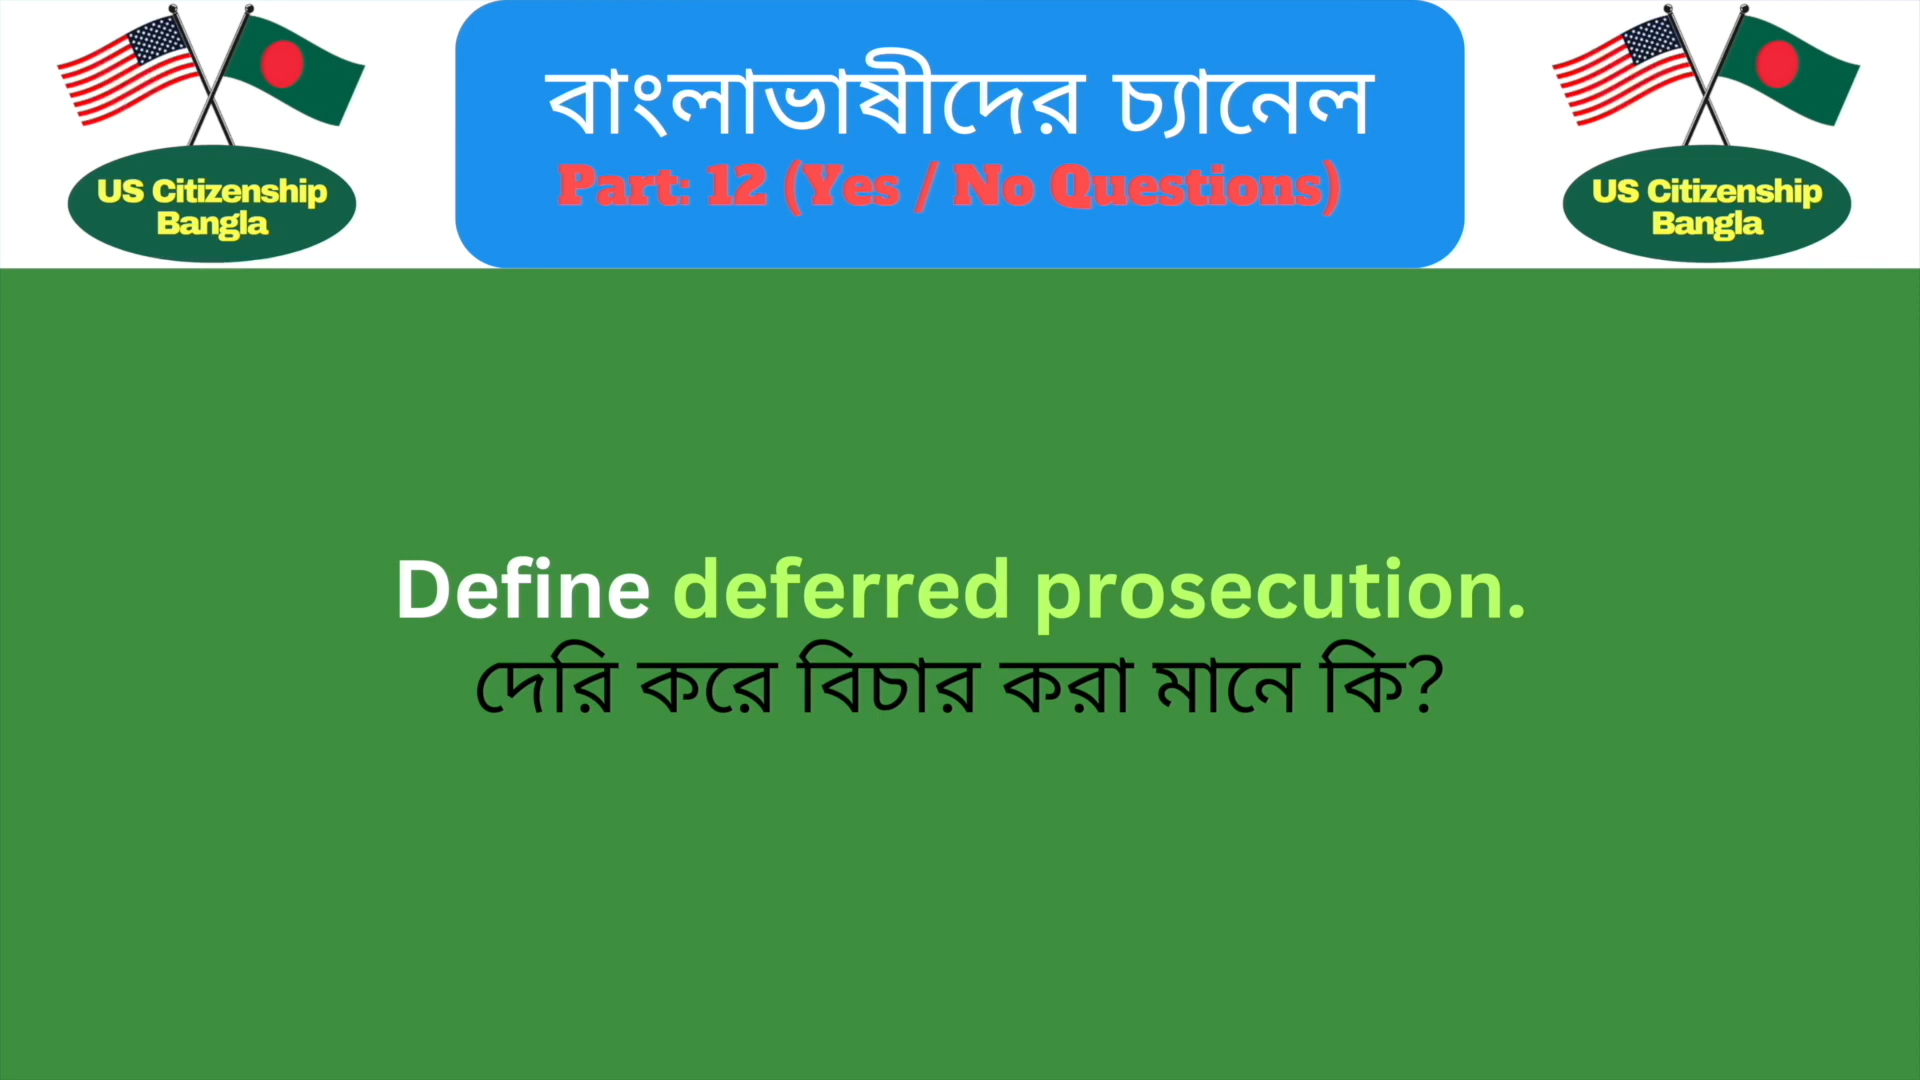 বাংলাভাষীদের চ্যানেল
Part: 12 (Yes / No Questions)
US Citizenship
Bangla
US Citizenship
Bangla
Define deferred prosecution.
দেরি করে বিচার করা মানে কি?